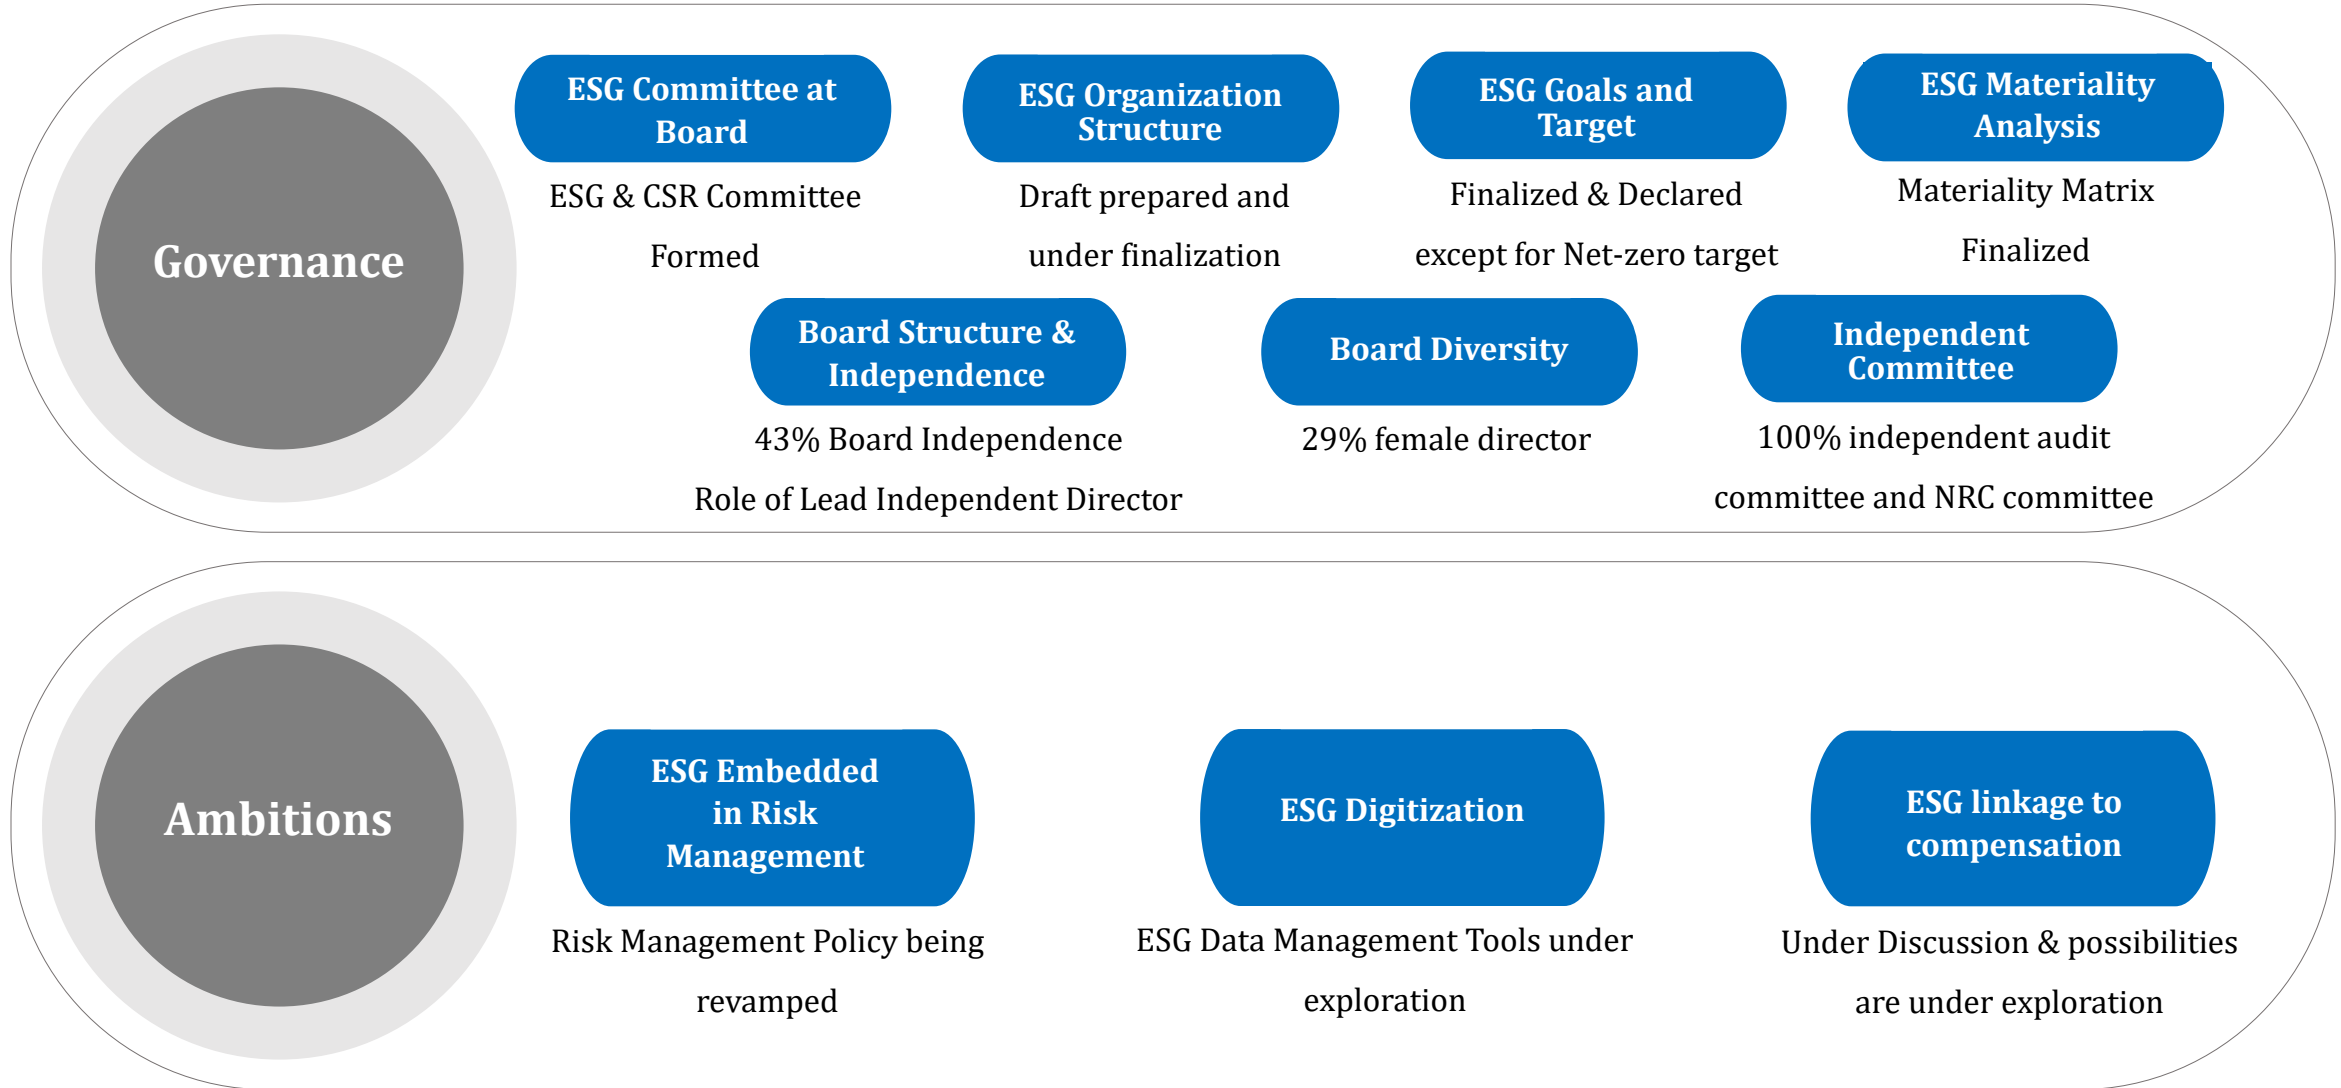 Governance
ESG Committee at
Board
ESG & CSR Committee
Formed
ESG Organization
Structure
Draft prepared and
under finalization
ESG Goals and
Target
Finalized & Declared
except for Net-zero target
ESG Materiality
Analysis
Materiality Matrix
Finalized
Board Structure &
Independence
43% Board Independence
Role of Lead Independent Director
Board Diversity
29% female director
Independent
Committee
100% independent audit
committee and NRC committee
Ambitions
ESG Embedded
in Risk
Management
Risk Management Policy being
revamped
ESG Digitization
ESG Data Management Tools under
exploration
ESG linkage to
compensation
Under Discussion & possibilities
are under exploration